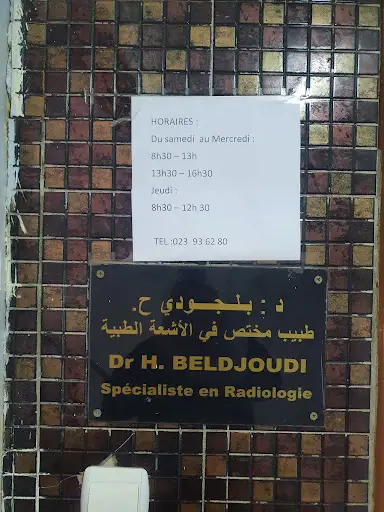 HORAIRES :
Du samedi au Mercredi :
8h30 – 13h
13h30 – 16h30
Jeudi :
8h30 – 12h 30
TEL :023 93 62 80
د : بلجودي ح.
طبيب مختص في الأشعة الطبية
Dr H. BELDJOUDI
Spécialiste en Radiologie